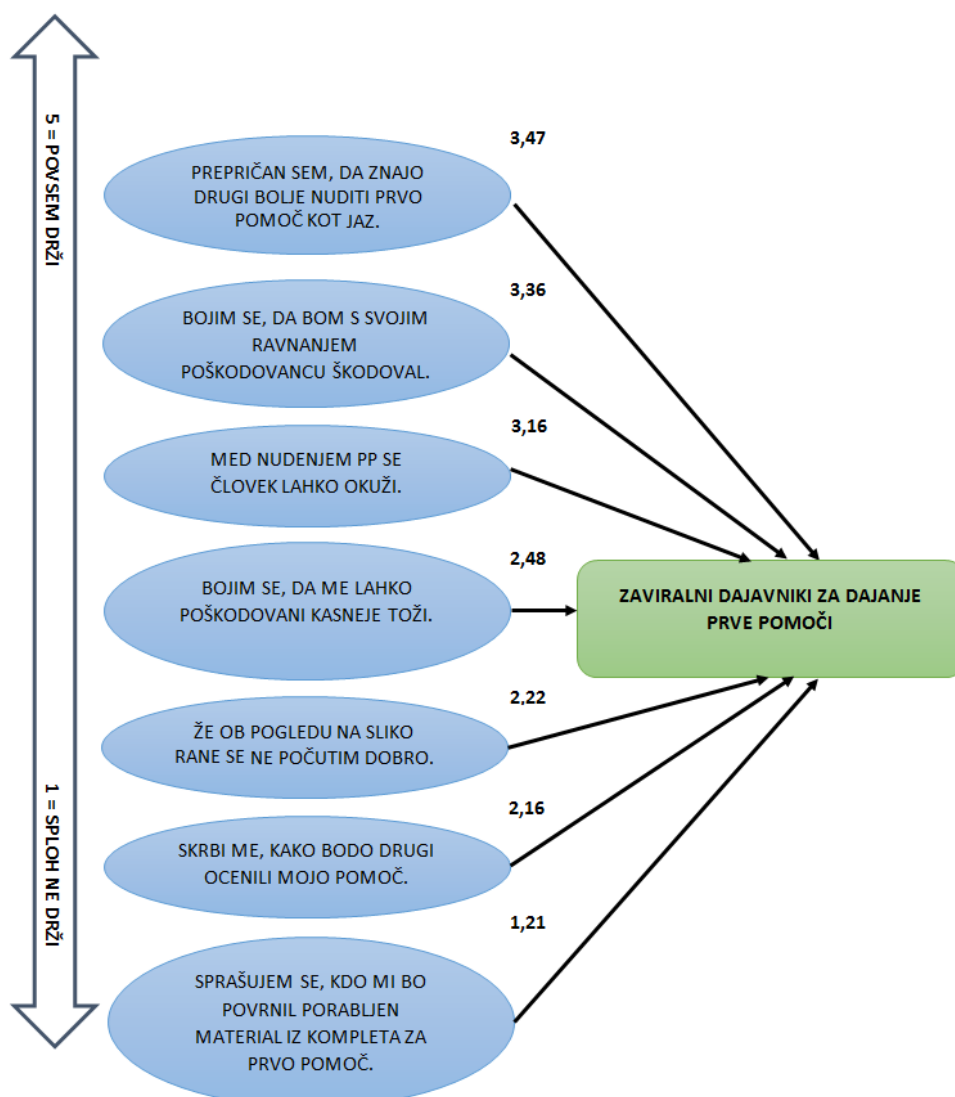 5 = POVSEM DRŽI
1 = SPLOH NE DRŽI
3,47
PREPRIČAN SEM, DA ZNAJO
DRUGI BOLJE NUDITI PRVO
POMOČ KOT JAZ.
3,36
BOJIM SE, DA BOM S SVOJIM
RAVNANJEM
POŠKODOVANCU ŠKODOVAL.
3,16
MED NUDENJEM PP SE
ČLOVEK LAHKO OKUŽI.
2,48
BOJIM SE, DA ME LAHKO
POŠKODOVANI KASNEJE TOŽI.
2,22
ŽE OB POGLEDU NA SLIKO
RANE SE NE POČUTIM DOBRO.
2,16
SKRBI ME, KAKO BODO DRUGI
OCENILI MOJO POMOČ.
1,21
SPRAŠUJEM SE, KDO MI BO
POVRNIL PORABLJEN
MATERIAL IZ KOMPLETA ZA
PRVO POMOČ.
ZAVIRALNI DAJAVNIKI ZA DAJANJE
PRVE POMOČI